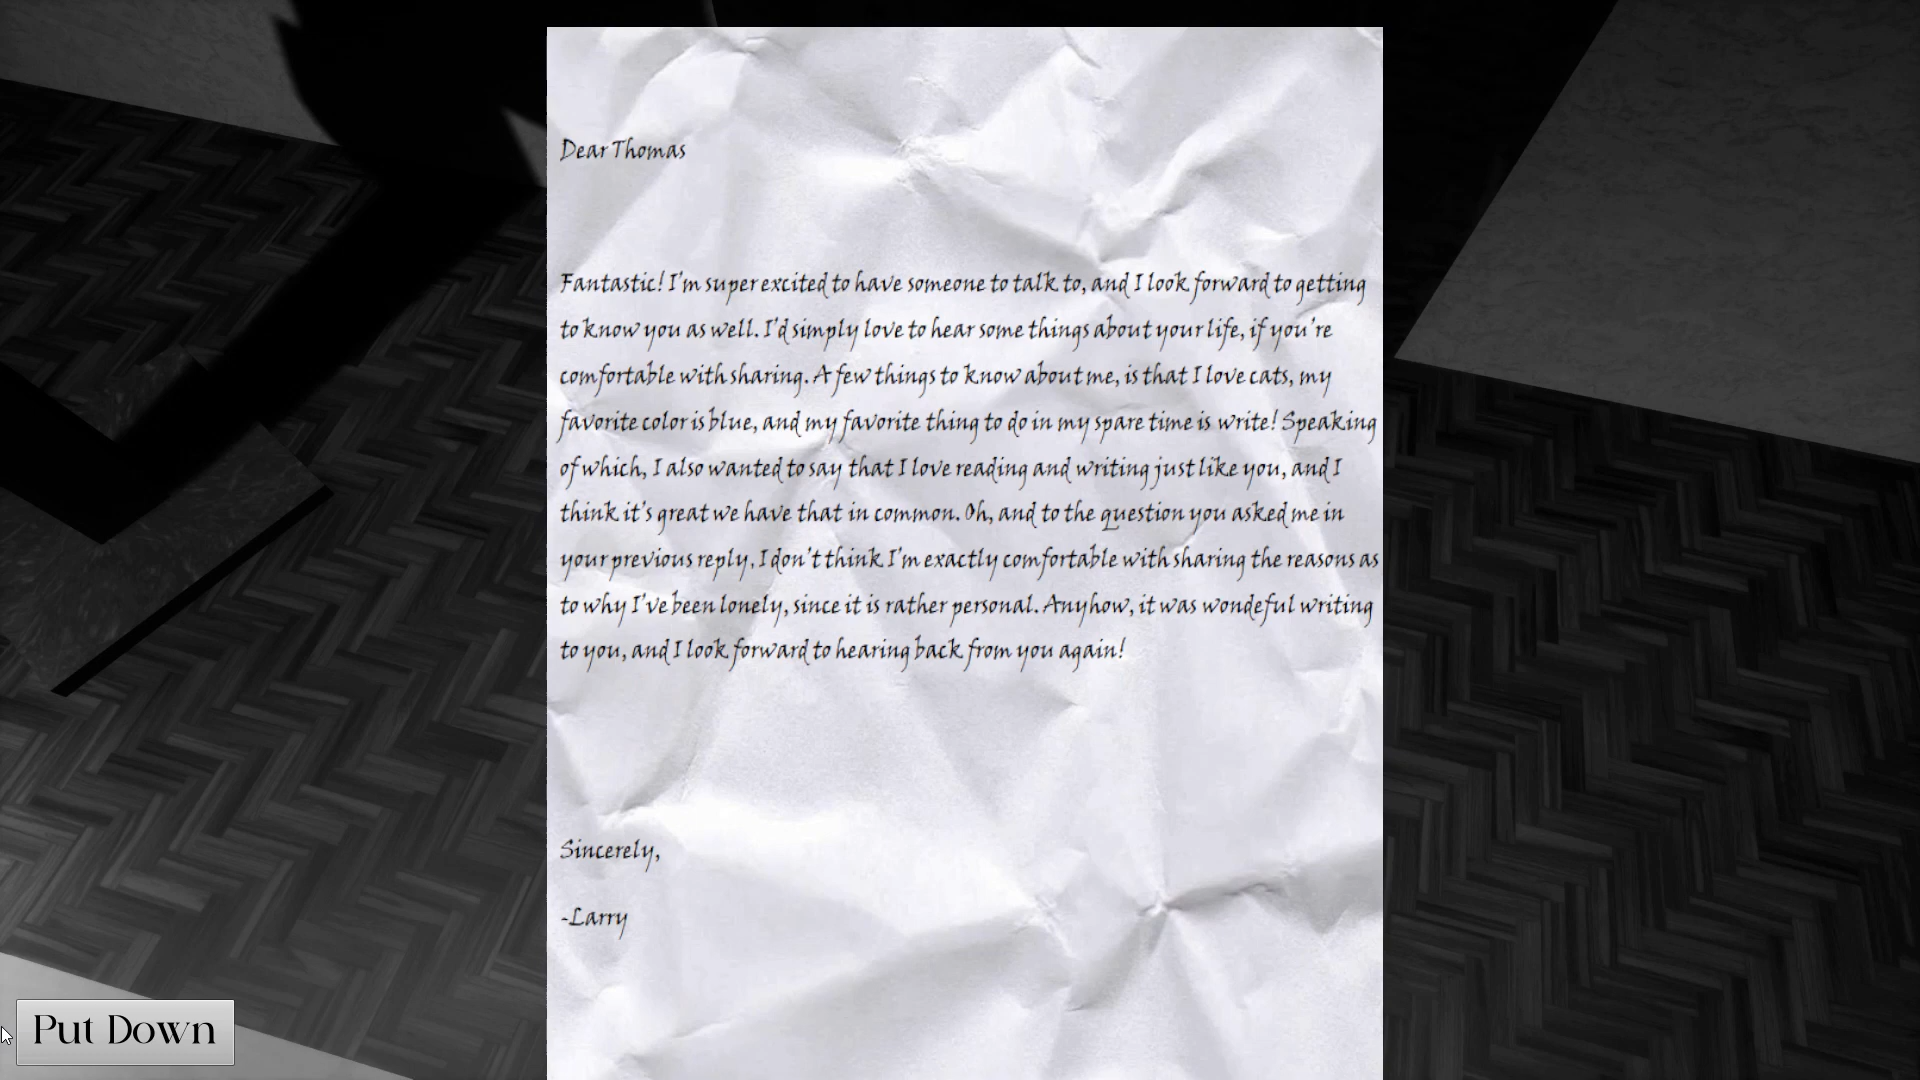 Dear Thomas
Fantastic! I'm super excited to have someone to talk to, and I look forward to getting
to know you as well. I'd simply love to hear some things about your life, if you're
comfortable with sharing. A few things to know about me, is that I love cats, my
favorite color is blue, and my favorite thing to do in my spare time is write! Speaking
of which, I also wanted to say that I love reading and writing just like you, and I
think it's great we have that in common. Oh, and to the question you asked me in
your previous reply, I don't think I'm exactly comfortable with sharing the reasons as
to why I've been lonely, since it is rather personal. Anyhow, it was wondeful writing
to you, and I look forward to hearing back from you again!
Sincerely,
-Larry
Put Down